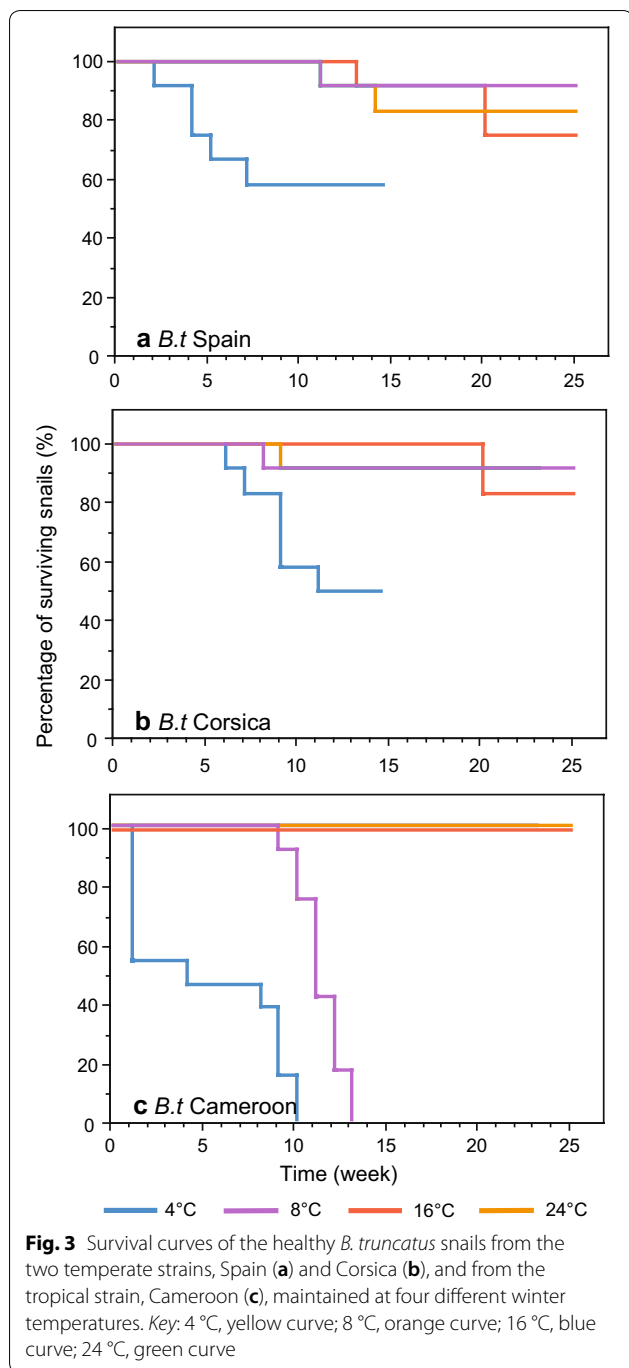 100
80
60
40
20
0
a B.t Spain
0 5 10 15 20 25
Percentage of surviving snails (%)
100
80
60
40
20
0
b B.t Corsica
0 5 10 15 20 25
100
80
60
40
20
0
c B.t Cameroon
0 5 10 15 20 25
Time (week)
4°C 8°C 16°C 24°C
Fig. 3 Survival curves of the healthy B. truncatus snails from the
two temperate strains, Spain (a) and Corsica (b), and from the
tropical strain, Cameroon (c), maintained at four different winter
temperatures. Key: 4 °C, yellow curve; 8 °C, orange curve; 16 °C, blue
curve; 24 °C, green curve